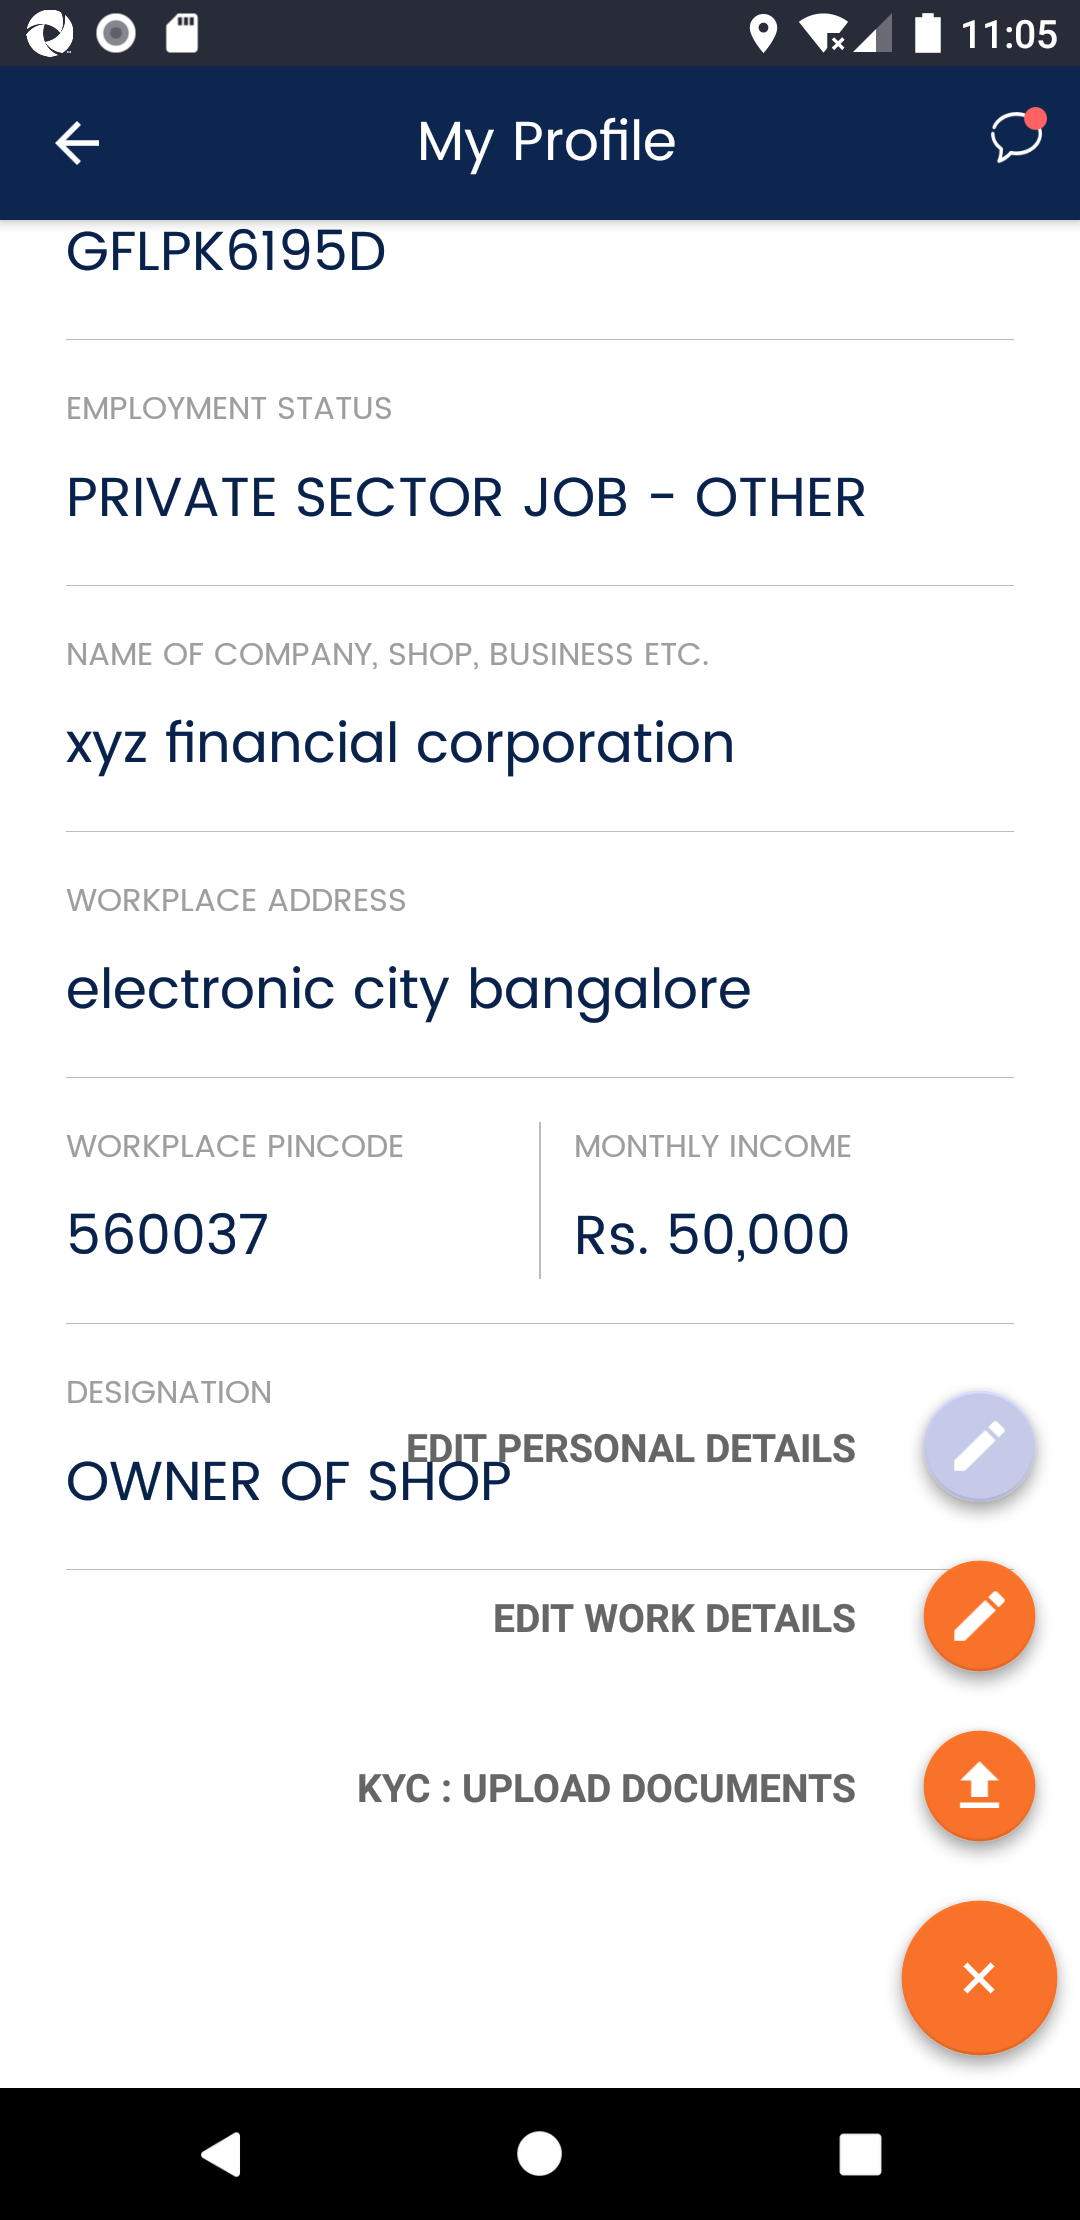 11:05
My Profile
GFLPK6195D
EMPLOYMENT STATUS
PRIVATE SECTOR JOB - OTHER
NAME OF COMPANY, SHOP, BUSINESS ETC.
xyz financial corporation
WORKPLACE ADDRESS
electronic city bangalore
WORKPLACE PINCODE
560037
MONTHLY INCOME
Rs. 50,000
DESIGNATION
EDIT PERSONAL DETAILS
OWNER OF SHOP
EDIT WORK DETAILS
KYC : UPLOAD DOCUMENTS